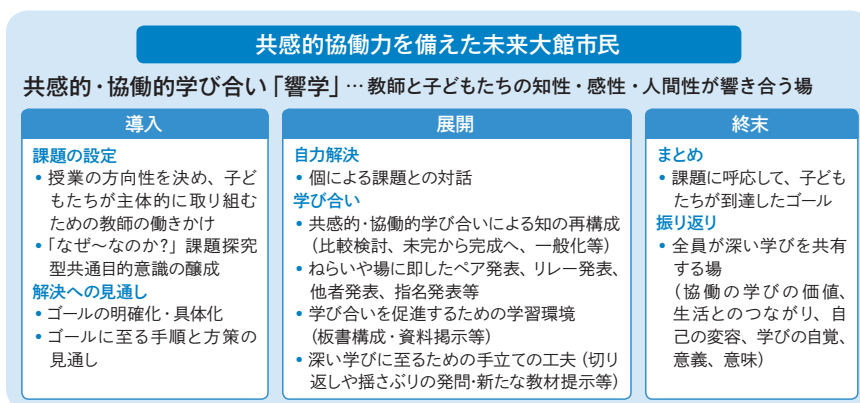 共感的協働力を備えた未来大館市民
共感的・協働的学び合い「響学」… 教師と子どもたちの知性・感性・人間性が響き合う場
導入
課題の設定
• 授業の方向性を決め、子ど
もたちが主体的に取り組む
ための教師の働きかけ
•「なぜ〜なのか?」課題探究
型共通目的意識の醸成
解決への見通し
• ゴールの明確化・具体化
• ゴールに至る手順と方策の
見通し
展開
自力解決
• 個による課題との対話
学び合い
• 共感的・協働的学び合いによる知の再構成
(比較検討、未完から完成へ、一般化等)
• ねらいや場に即したペア発表、リレー発表、
他者発表、指名発表等
• 学び合いを促進するための学習環境
(板書構成・資料掲示等)
• 深い学びに至るための手立ての工夫(切り
返しや揺さぶりの発問・新たな教材提示等)
終末
まとめ
• 課題に呼応して、子ども
たちが到達したゴール
振り返り
• 全員が深い学びを共有
する場
(協働の学びの価値、
生活とのつながり、自
己の変容、学びの自覚、
意義、意味)